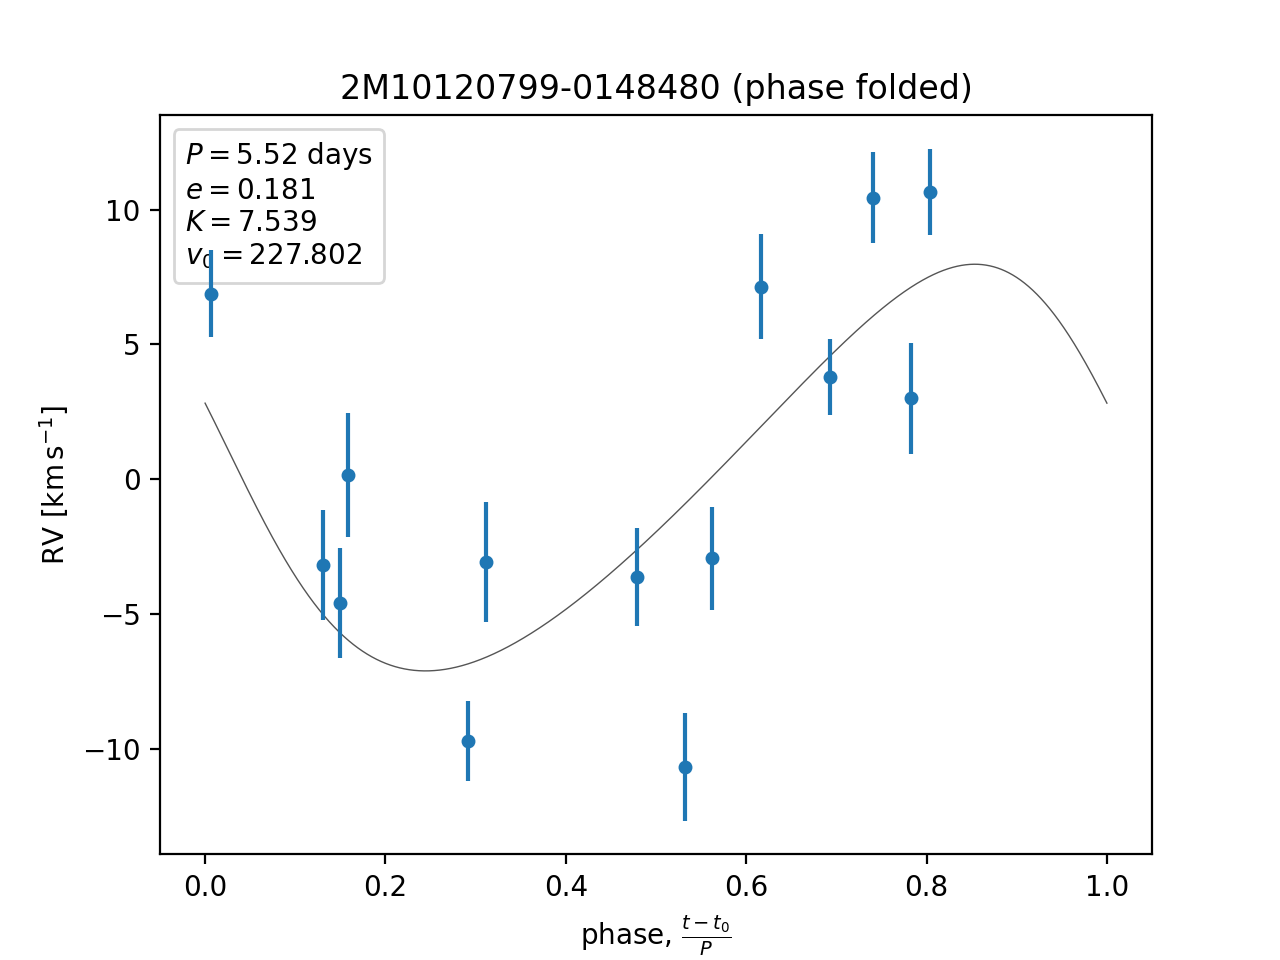 2M10120799-0148480 (phase folded)
P = 5.52 days
e = 0.181
K = 7.539
v₀ = 227.802
10
5
0
−5
−10
RV [km s⁻¹]
0.0 0.2 0.4 0.6 0.8 1.0
phase, (t − t₀)/P